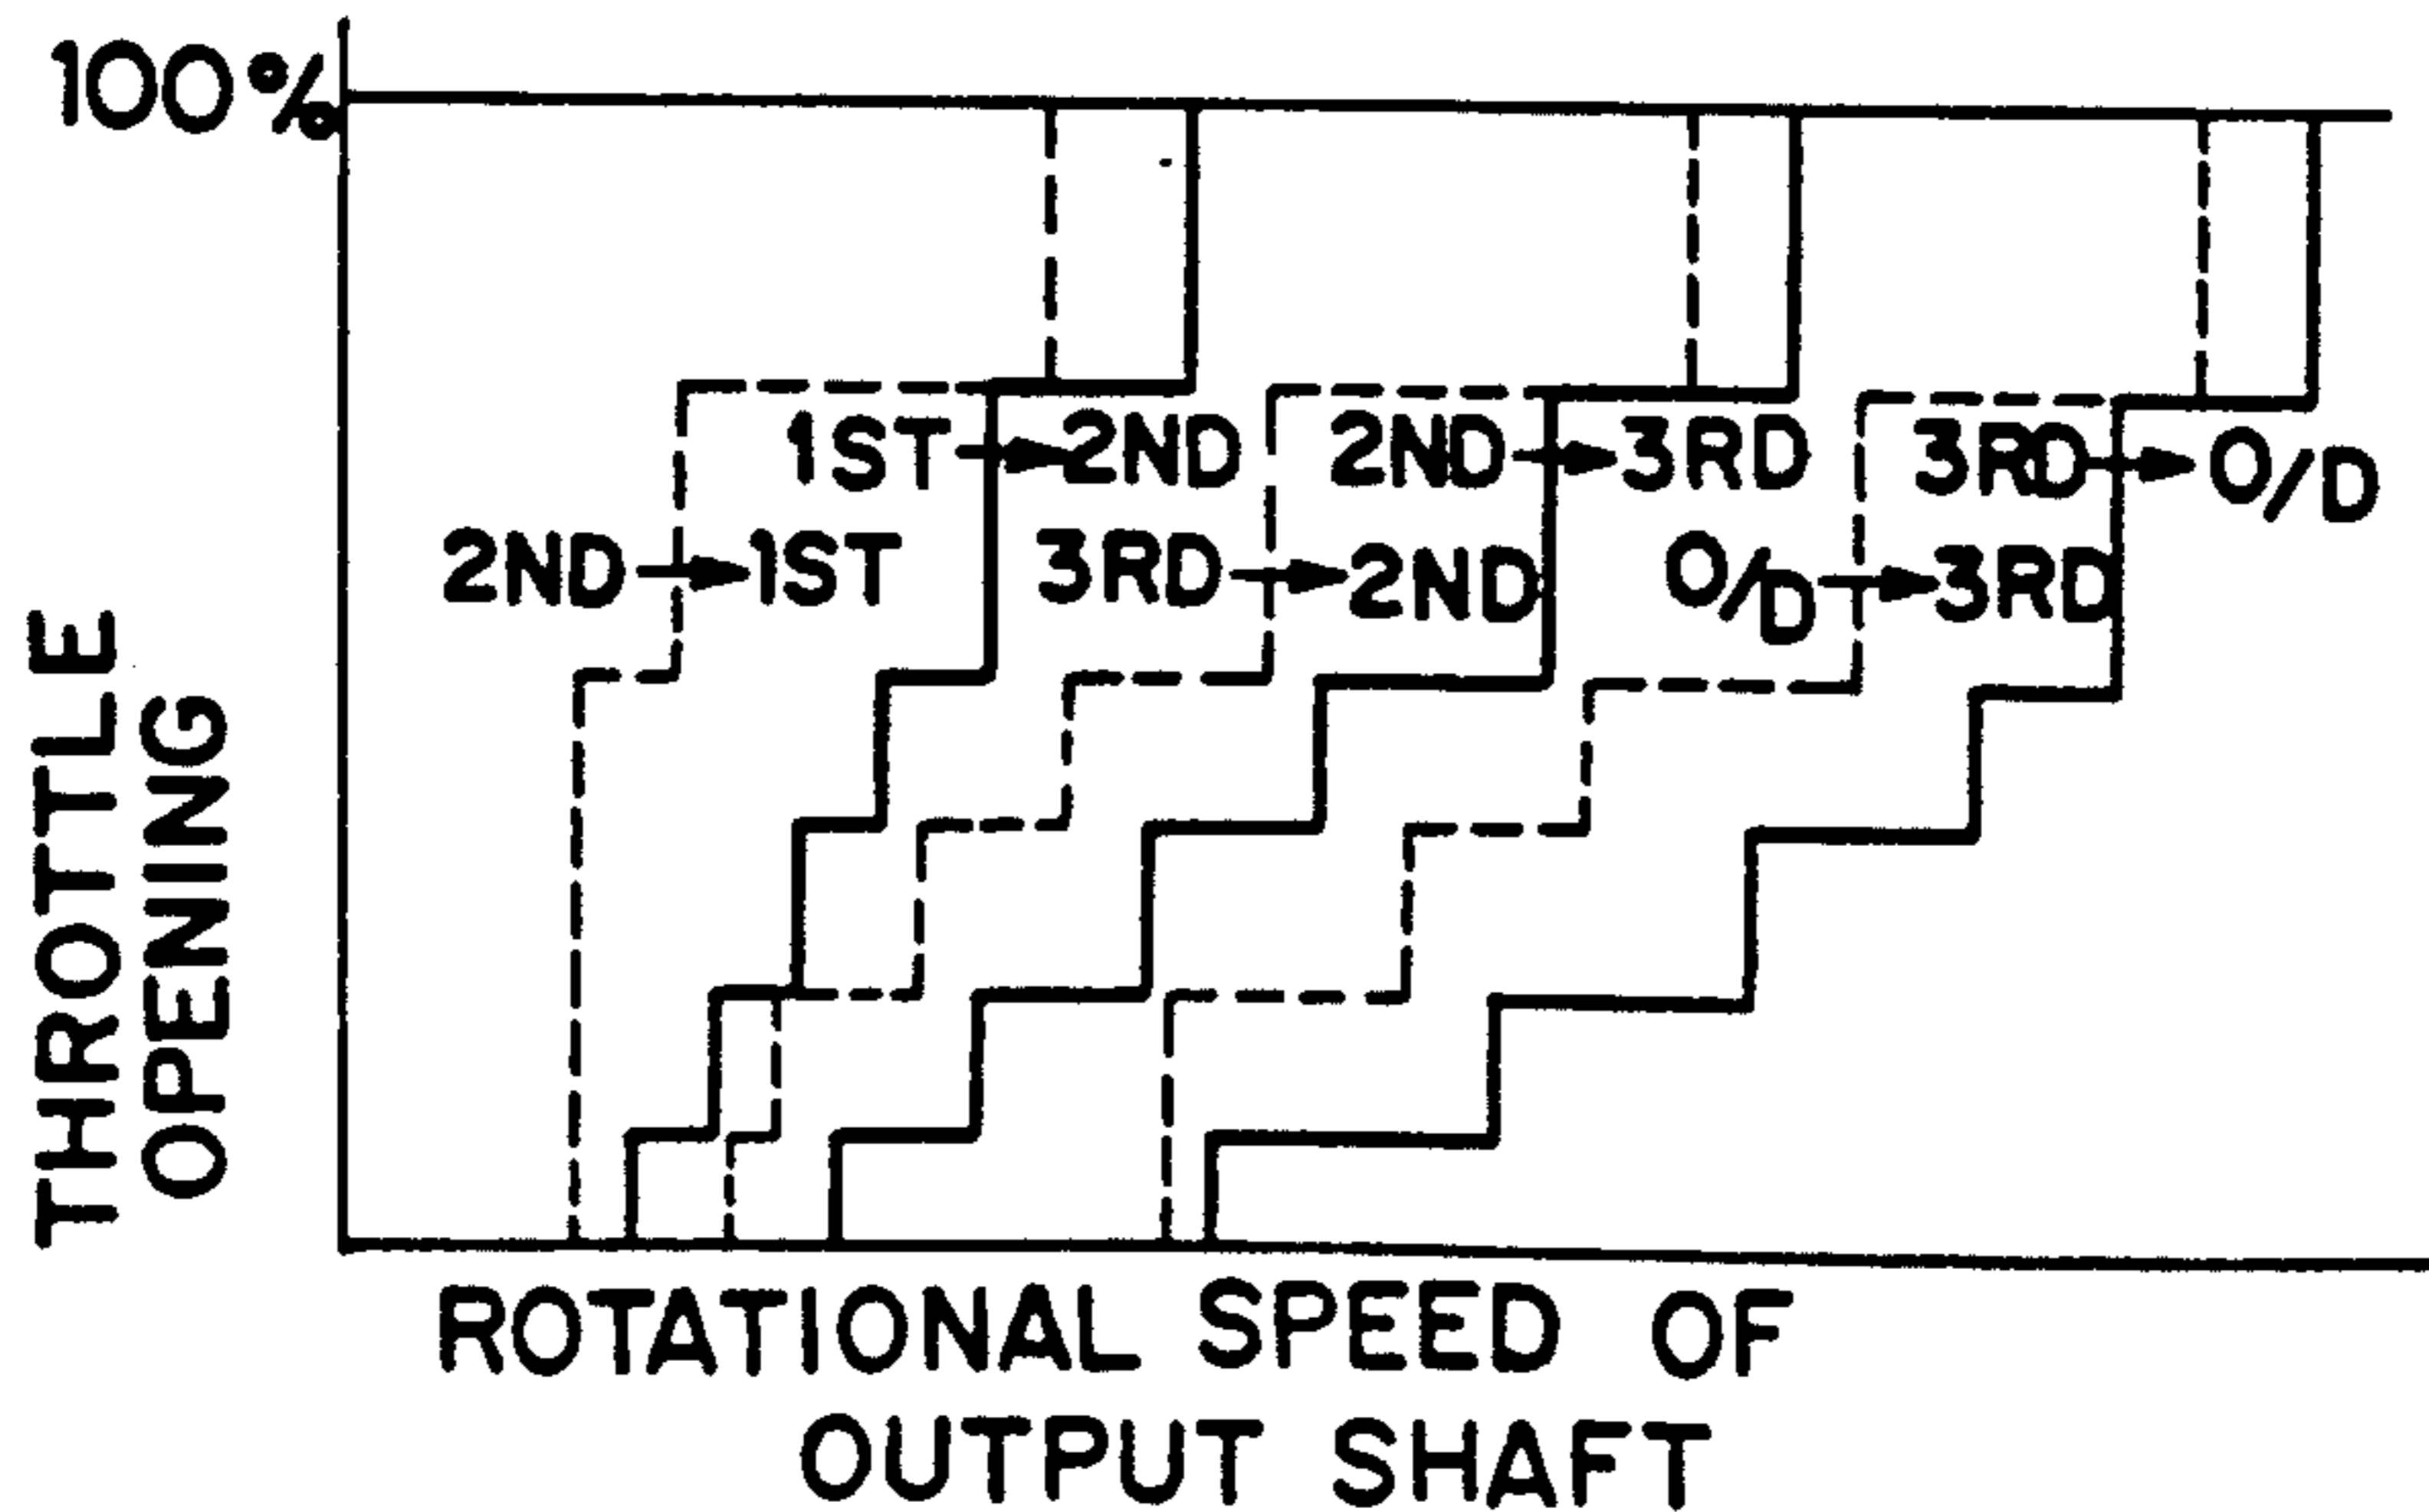 100%
1ST 2ND 2ND 3RD 3RD O/D
2ND 1ST 3RD 2ND O/D 3RD
THROTTLE
OPENING
ROTATIONAL SPEED OF
OUTPUT SHAFT